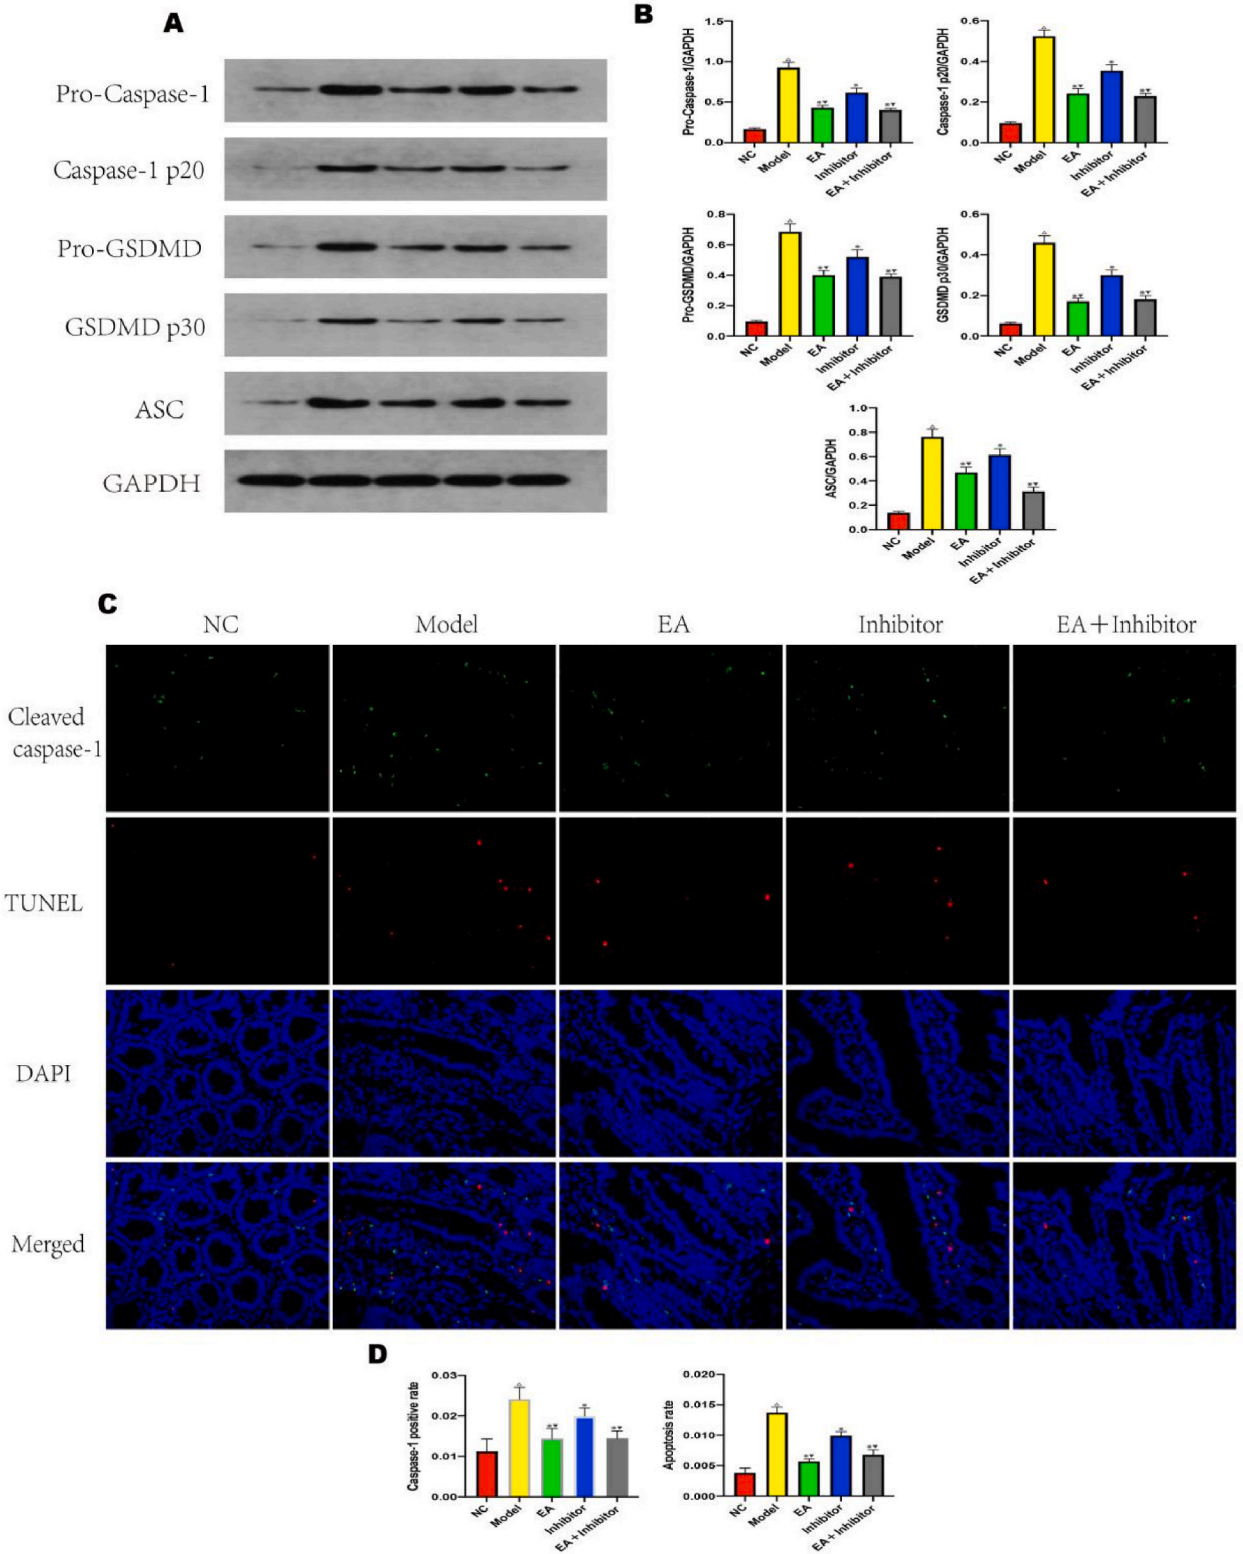 A
Pro-Caspase-1
Caspase-1 p20
Pro-GSDMD
GSDMD p30
ASC
GAPDH
B
Pro-Caspase-1/GAPDH
1.5
1.0
0.5
0.0
NC
Model
EA
Inhibitor
EA+Inhibitor
Caspase-1 p20/GAPDH
0.6
0.4
0.2
0.0
NC
Model
EA
Inhibitor
EA+Inhibitor
Pro-GSDMD/GAPDH
0.8
0.6
0.4
0.2
0.0
NC
Model
EA
Inhibitor
EA+Inhibitor
GSDMD p30/GAPDH
0.6
0.4
0.2
0.0
NC
Model
EA
Inhibitor
EA+Inhibitor
ASC/GAPDH
1.0
0.8
0.6
0.4
0.2
0.0
NC
Model
EA
Inhibitor
EA+Inhibitor
C
NC Model EA Inhibitor EA+Inhibitor
Cleaved
caspase-1
TUNEL
DAPI
Merged
D
Caspase-1 positive rate
0.03
0.02
0.01
0.00
NC
Model
EA
Inhibitor
EA+Inhibitor
Apoptosis rate
0.020
0.015
0.010
0.005
0.000
NC
Model
EA
Inhibitor
EA+Inhibitor